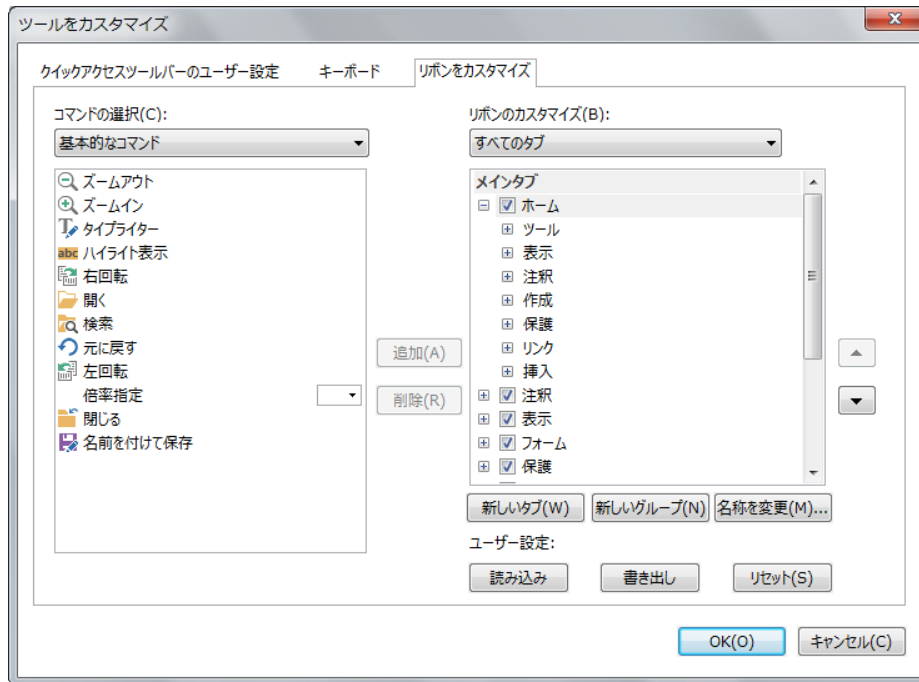 ツールをカスタマイズ
クイックアクセスツールバーのユーザー設定
キーボード
リボンをカスタマイズ
コマンドの選択(C):
基本的なコマンド
ズームアウト
ズームイン
タイプライター
abc ハイライト表示
右回転
開く
検索
元に戻す
左回転
倍率指定
閉じる
名前を付けて保存
追加(A)
削除(R)
リボンのカスタマイズ(B):
すべてのタブ
メインタブ
ホーム
ツール
表示
注釈
作成
保護
リンク
挿入
注釈
表示
フォーム
保護
新しいタブ(W)
新しいグループ(N)
名称を変更(M)...
ユーザー設定:
読み込み
書き出し
リセット(S)
OK(O)
キャンセル(C)